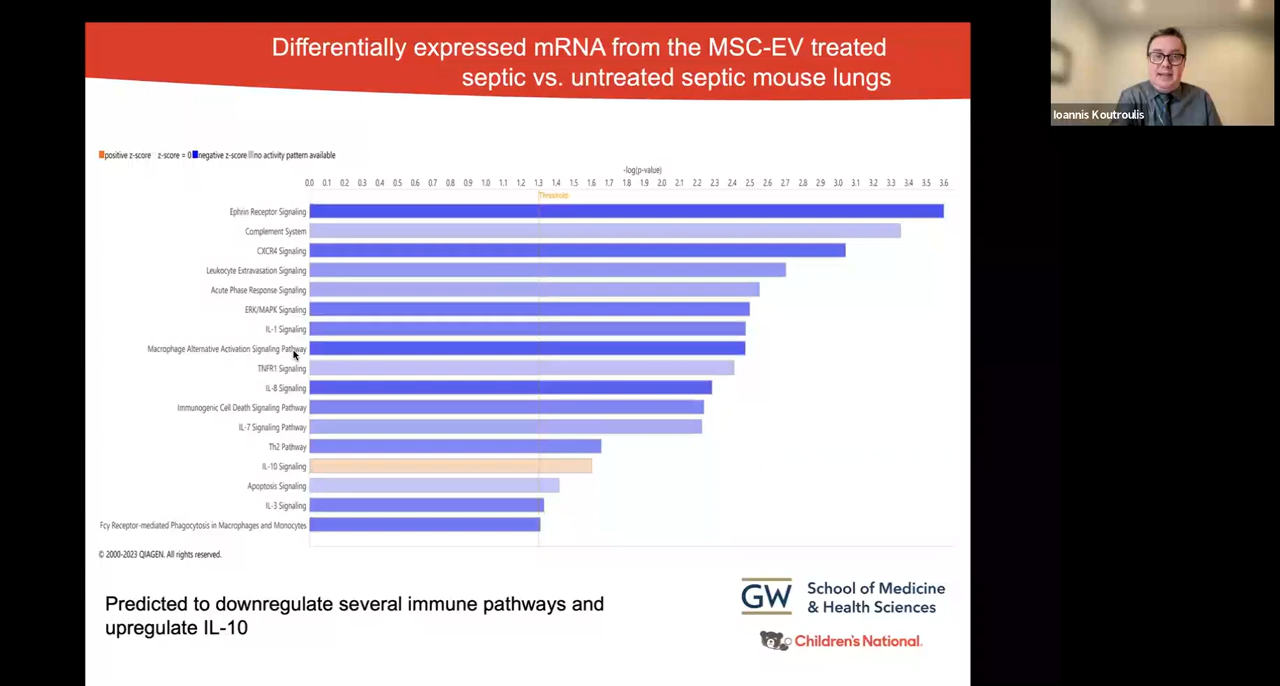 Differentially expressed mRNA from the MSC-EV treated
septic vs. untreated septic mouse lungs
Ioannis Koutroulis
positive z-score z-score = 0 negative z-score no activity pattern available
-log(p-value)
0.0 0.1 0.2 0.3 0.4 0.5 0.6 0.7 0.8 0.9 1.0 1.1 1.2 1.3 1.4 1.5 1.6 1.7 1.8 1.9 2.0 2.1 2.2 2.3 2.4 2.5 2.6 2.7 2.8 2.9 3.0 3.1 3.2 3.3 3.4 3.5 3.6
Threshold
Ephrin Receptor Signaling
Complement System
CXCR4 Signaling
Leukocyte Extravasation Signaling
Acute Phase Response Signaling
ERK/MAPK Signaling
IL-1 Signaling
Macrophage Alternative Activation Signaling Pathway
TNFR1 Signaling
IL-8 Signaling
Immunogenic Cell Death Signaling Pathway
IL-7 Signaling Pathway
Th2 Pathway
IL-10 Signaling
Apoptosis Signaling
IL-3 Signaling
Fcγ Receptor-mediated Phagocytosis in Macrophages and Monocytes
© 2000-2023 QIAGEN. All rights reserved.
Predicted to downregulate several immune pathways and
upregulate IL-10
GW School of Medicine
& Health Sciences
Children's National.